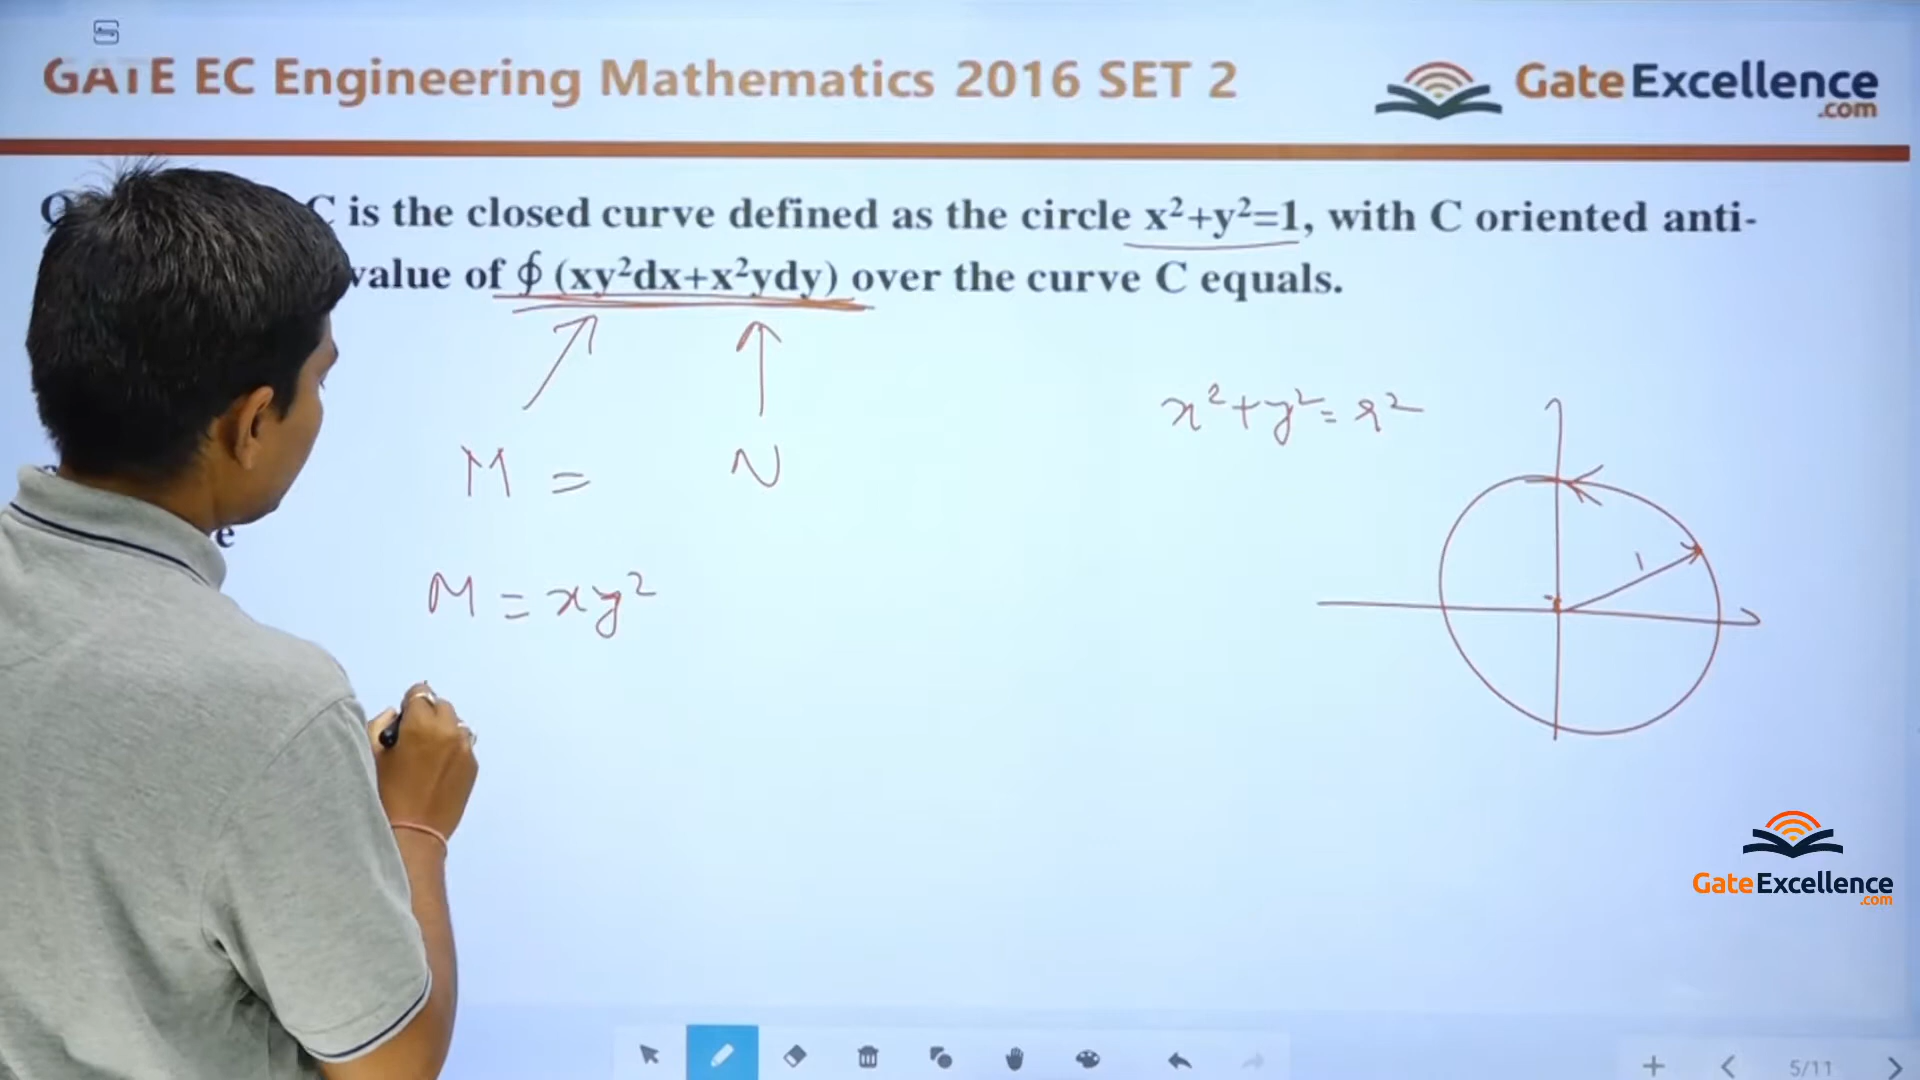 GATE EC Engineering Mathematics 2016 SET 2
GateExcellence
.com
C is the closed curve defined as the circle x²+y²=1, with C oriented anti-
value of ∮ (xy²dx+x²ydy) over the curve C equals.
x²+y²=r²
M = N
1
M = xy²
GateExcellence
.com
5/11